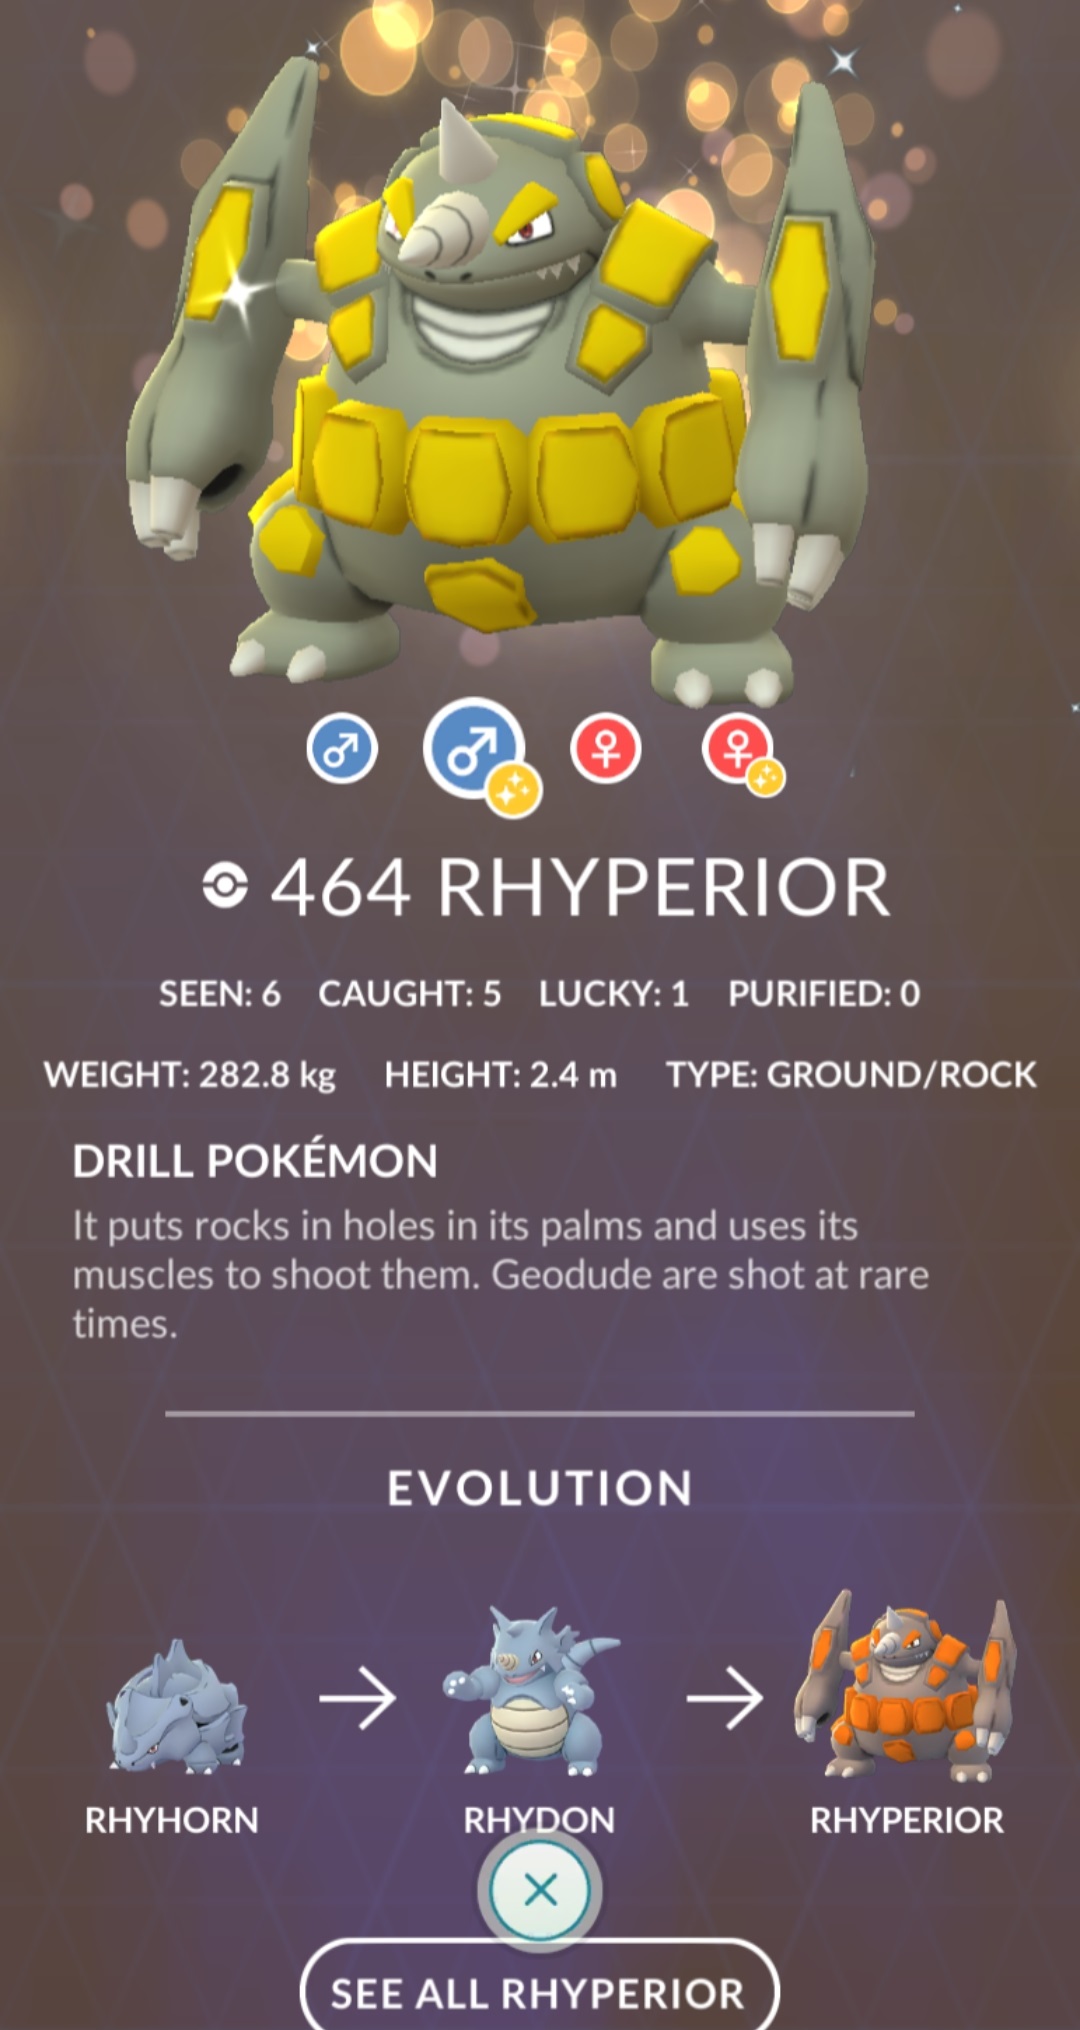 464 RHYPERIOR
SEEN: 6 CAUGHT: 5 LUCKY: 1 PURIFIED: 0
WEIGHT: 282.8 kg HEIGHT: 2.4 m TYPE: GROUND/ROCK
DRILL POKÉMON
It puts rocks in holes in its palms and uses its
muscles to shoot them. Geodude are shot at rare
times.
EVOLUTION
RHYHORN RHYDON RHYPERIOR
SEE ALL RHYPERIOR